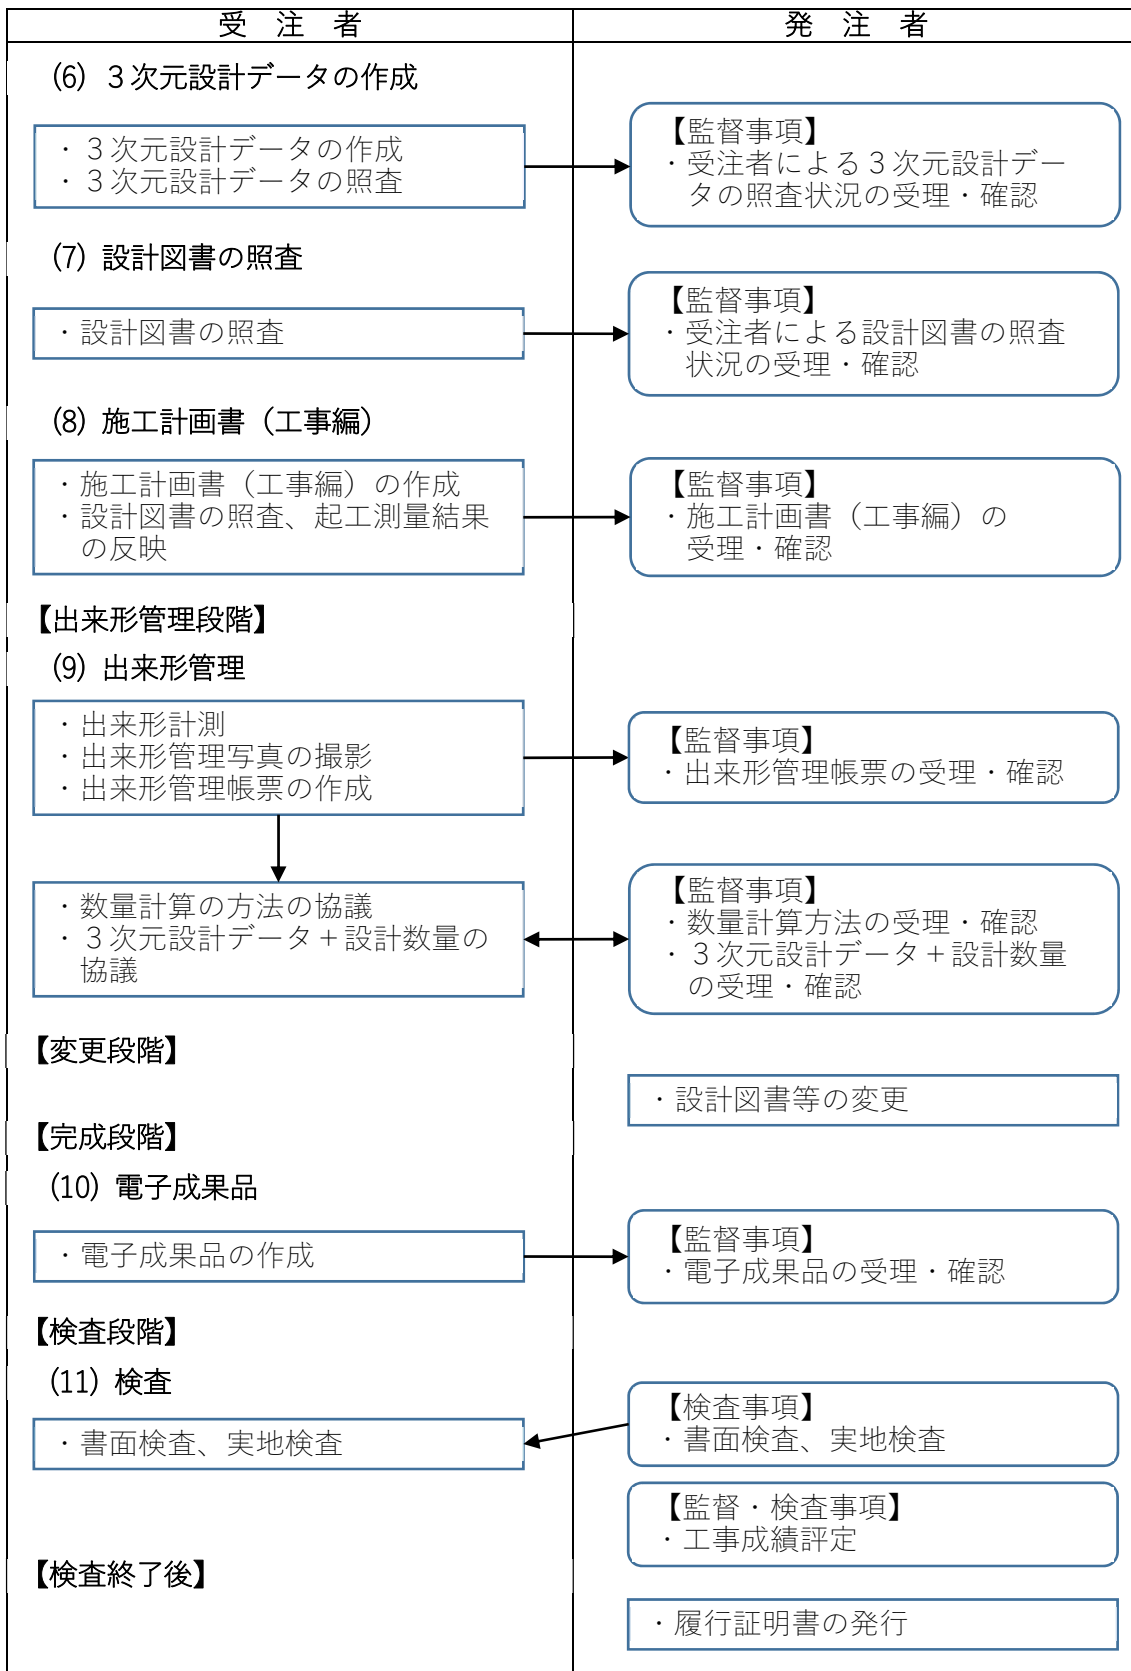 受 注 者
発 注 者
(6) ３次元設計データの作成
・３次元設計データの作成
・３次元設計データの照査
【監督事項】
・受注者による３次元設計デー
タの照査状況の受理・確認
(7) 設計図書の照査
・設計図書の照査
【監督事項】
・受注者による設計図書の照査
状況の受理・確認
(8) 施工計画書（工事編）
・施工計画書（工事編）の作成
・設計図書の照査、起工測量結果
の反映
【監督事項】
・施工計画書（工事編）の
受理・確認
【出来形管理段階】
(9) 出来形管理
・出来形計測
・出来形管理写真の撮影
・出来形管理帳票の作成
【監督事項】
・出来形管理帳票の受理・確認
・数量計算の方法の協議
・３次元設計データ＋設計数量の
協議
【監督事項】
・数量計算方法の受理・確認
・３次元設計データ＋設計数量
の受理・確認
【変更段階】
・設計図書等の変更
【完成段階】
(10) 電子成果品
・電子成果品の作成
【監督事項】
・電子成果品の受理・確認
【検査段階】
(11) 検査
・書面検査、実地検査
【検査事項】
・書面検査、実地検査
【監督・検査事項】
・工事成績評定
【検査終了後】
・履行証明書の発行